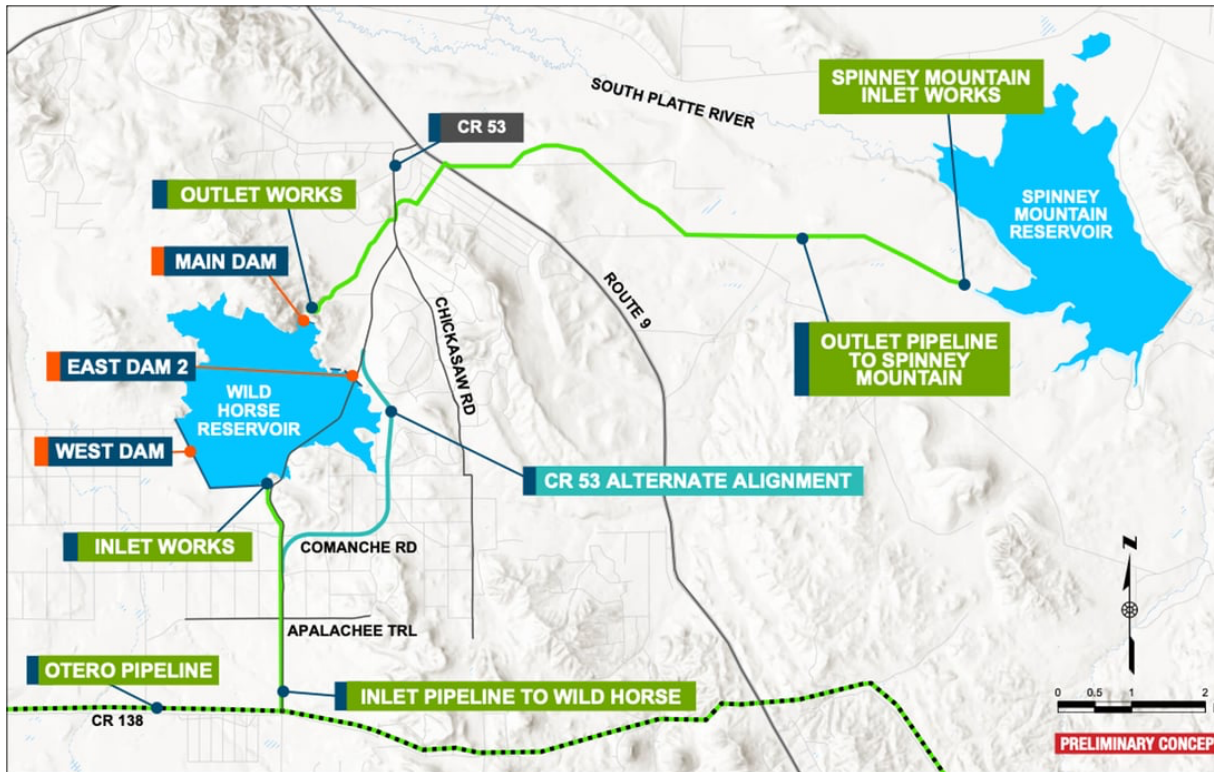 SOUTH PLATTE RIVER
SPINNEY MOUNTAIN
INLET WORKS
CR 53
OUTLET WORKS
SPINNEY
MOUNTAIN
RESERVOIR
MAIN DAM
ROUTE 9
CHICKASAW RD
OUTLET PIPELINE
TO SPINNEY
MOUNTAIN
EAST DAM 2
WILD
HORSE
RESERVOIR
WEST DAM
CR 53 ALTERNATE ALIGNMENT
INLET WORKS
COMANCHE RD
N
APALACHEE TRL
OTERO PIPELINE
INLET PIPELINE TO WILD HORSE
CR 138
0 0.5 1 2
PRELIMINARY CONCEP